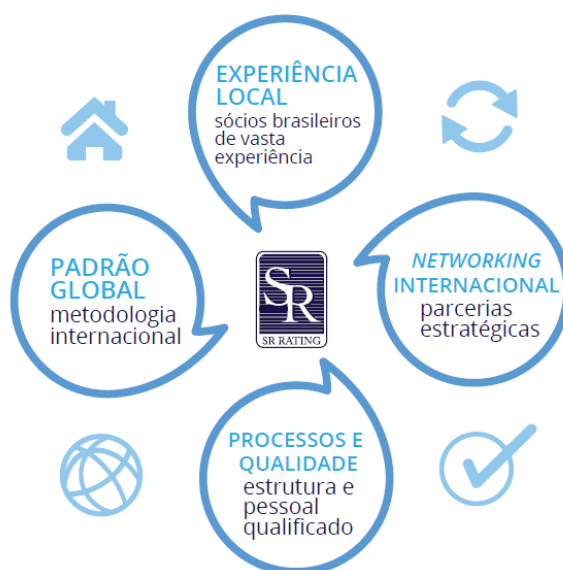 EXPERIÊNCIA
LOCAL
sócios brasileiros
de vasta
experiência
PADRÃO
GLOBAL
metodologia
internacional
SR
SR RATING
NETWORKING
INTERNACIONAL
parcerias
estratégicas
PROCESSOS E
QUALIDADE
estrutura e
pessoal
qualificado